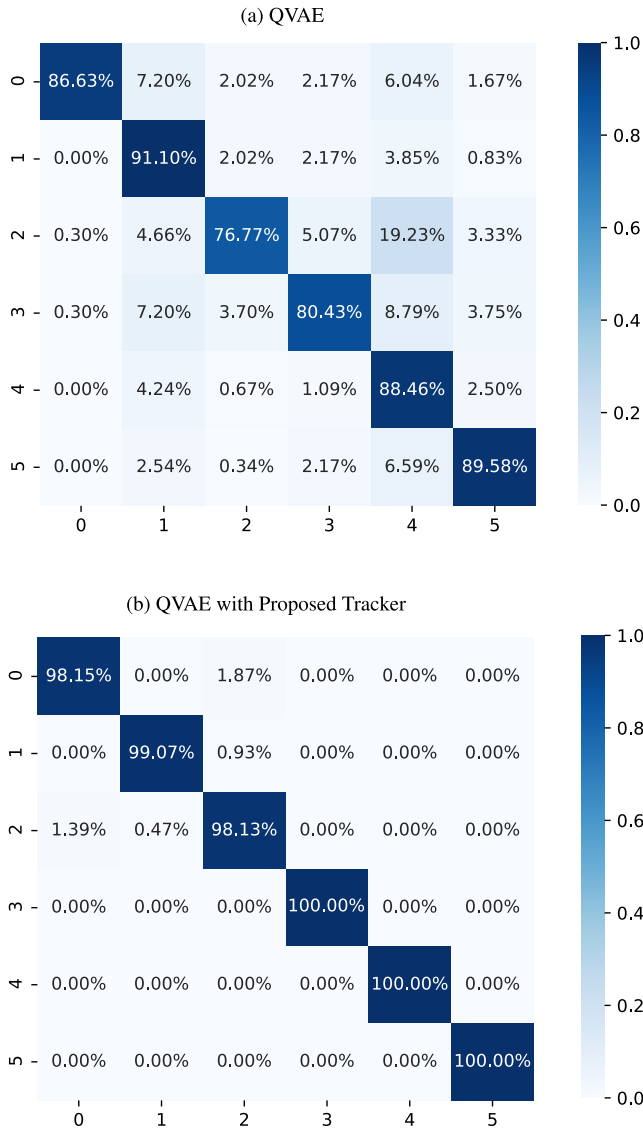 (a) QVAE
0 86.63% 7.20% 2.02% 2.17% 6.04% 1.67%
1 0.00% 91.10% 2.02% 2.17% 3.85% 0.83%
2 0.30% 4.66% 76.77% 5.07% 19.23% 3.33%
3 0.30% 7.20% 3.70% 80.43% 8.79% 3.75%
4 0.00% 4.24% 0.67% 1.09% 88.46% 2.50%
5 0.00% 2.54% 0.34% 2.17% 6.59% 89.58%
0 1 2 3 4 5
1.0
0.8
0.6
0.4
0.2
0.0
(b) QVAE with Proposed Tracker
0 98.15% 0.00% 1.87% 0.00% 0.00% 0.00%
1 0.00% 99.07% 0.93% 0.00% 0.00% 0.00%
2 1.39% 0.47% 98.13% 0.00% 0.00% 0.00%
3 0.00% 0.00% 0.00% 100.00% 0.00% 0.00%
4 0.00% 0.00% 0.00% 0.00% 100.00% 0.00%
5 0.00% 0.00% 0.00% 0.00% 0.00% 100.00%
0 1 2 3 4 5
1.0
0.8
0.6
0.4
0.2
0.0